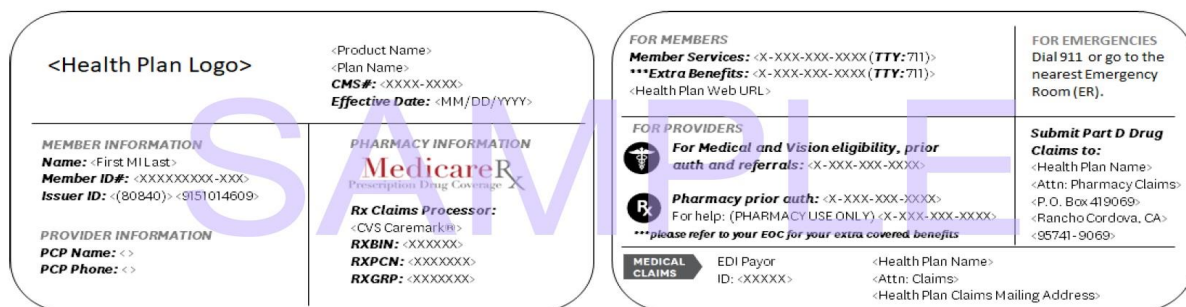 <Health Plan Logo>
<Product Name>
<Plan Name>
CMS#: <XXXX-XXXX>
Effective Date: <MM/DD/YYYY>
MEMBER INFORMATION
Name: <First MI Last>
Member ID#: <XXXXXXXXX-XXX>
Issuer ID: <(80840)> <9151014609>
PROVIDER INFORMATION
PCP Name: <>
PCP Phone: <>
PHARMACY INFORMATION
MedicareRx
Prescription Drug Coverage
Rx Claims Processor:
<CVS Caremark®>
RXBIN: <XXXXXX>
RXPCN: <XXXXXXX>
RXGRP: <XXXXXXX>
FOR MEMBERS
Member Services: <X-XXX-XXX-XXXX (TTY:711)>
***Extra Benefits: <X-XXX-XXX-XXXX (TTY:711)>
<Health Plan Web URL>
FOR EMERGENCIES
Dial 911 or go to the
nearest Emergency
Room (ER).
FOR PROVIDERS
For Medical and Vision eligibility, prior
auth and referrals: <X-XXX-XXX-XXXX>
Rx
Pharmacy prior auth: <X-XXX-XXX-XXXX>
For help: (PHARMACY USE ONLY) <X-XXX-XXX-XXXX>
***please refer to your EOC for your extra covered benefits
Submit Part D Drug
Claims to:
<Health Plan Name>
<Attn: Pharmacy Claims>
<P.O. Box 419069>
<Rancho Cordova, CA>
<95741-9069>
MEDICAL
CLAIMS
EDI Payor
ID: <XXXXX>
<Health Plan Name>
<Attn: Claims>
<Health Plan Claims Mailing Address>
SAMPLE